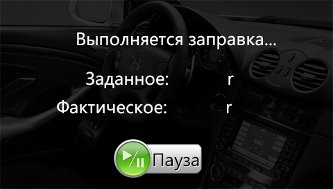 Выполняется заправка...
Заданное: г
Фактическое: г
Пауза